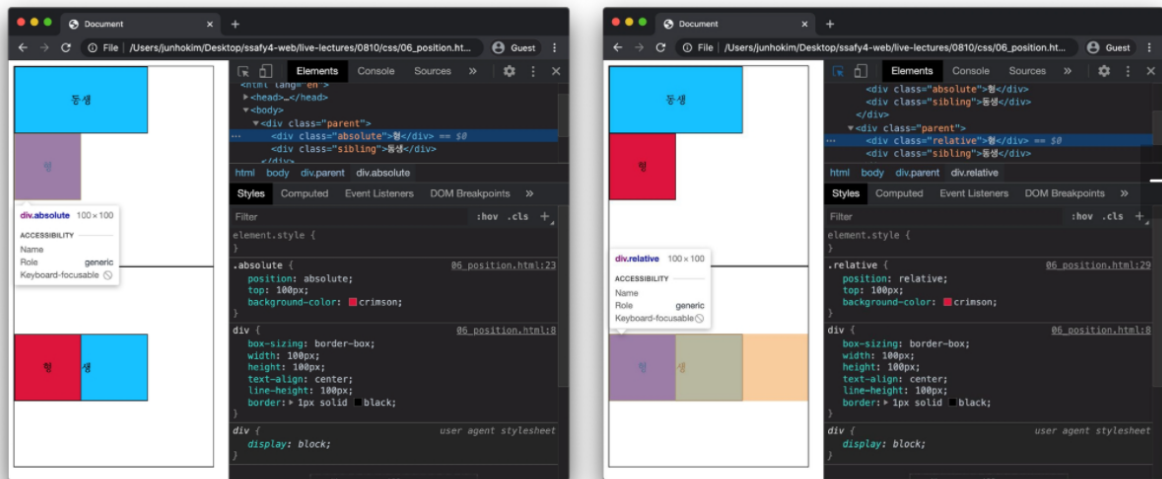 Document
File | /Users/junhokim/Desktop/ssafy4-web/live-lectures/0810/css/06_position.ht...
Guest
동생
형
div.absolute 100 × 100
ACCESSIBILITY
Name
Role generic
Keyboard-focusable
형
생
Elements Console Sources »
<html lang="en">
<head>…</head>
<body>
<div class="parent">
<div class="absolute">형</div> == $0
<div class="sibling">동생</div>
</div>
html body div.parent div.absolute
Styles Computed Event Listeners DOM Breakpoints »
Filter :hov .cls +
element.style {
}
.absolute { 06_position.html:23
position: absolute;
top: 100px;
background-color: crimson;
}
div { 06_position.html:8
box-sizing: border-box;
width: 100px;
height: 100px;
text-align: center;
line-height: 100px;
border: 1px solid black;
}
div { user agent stylesheet
display: block;
}
Document
File | /Users/junhokim/Desktop/ssafy4-web/live-lectures/0810/css/06_position.ht...
Guest
동생
형
div.relative 100 × 100
ACCESSIBILITY
Name
Role generic
Keyboard-focusable
형
생
Elements Console Sources »
<div class="absolute">형</div>
<div class="sibling">동생</div>
</div>
<div class="parent">
<div class="relative">형</div> == $0
<div class="sibling">동생</div>
html body div.parent div.relative
Styles Computed Event Listeners DOM Breakpoints »
Filter :hov .cls +
element.style {
}
.relative { 06_position.html:29
position: relative;
top: 100px;
background-color: crimson;
}
div { 06_position.html:8
box-sizing: border-box;
width: 100px;
height: 100px;
text-align: center;
line-height: 100px;
border: 1px solid black;
}
div { user agent stylesheet
display: block;
}